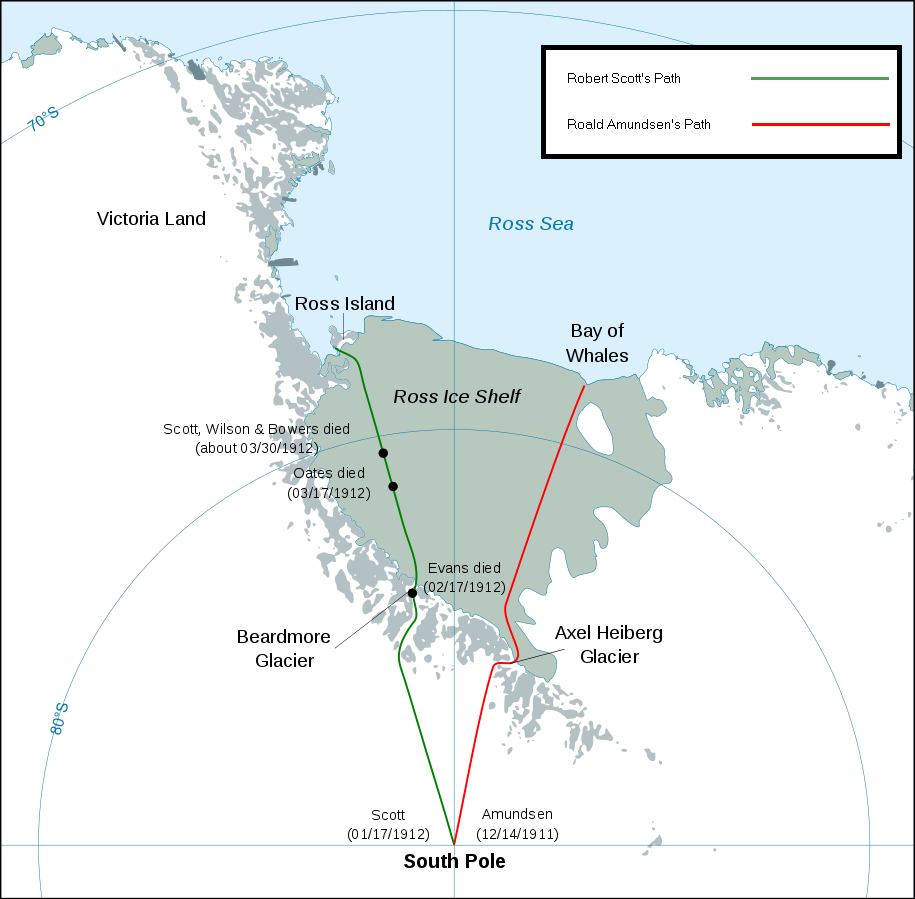 Robert Scott's Path
Roald Amundsen's Path
70°S
Victoria Land
Ross Sea
Ross Island
Bay of
Whales
Ross Ice Shelf
Scott, Wilson & Bowers died
(about 03/30/1912)
Oates died
(03/17/1912)
Evans died
(02/17/1912)
Beardmore
Glacier
Axel Heiberg
Glacier
80°S
Scott
(01/17/1912)
Amundsen
(12/14/1911)
South Pole